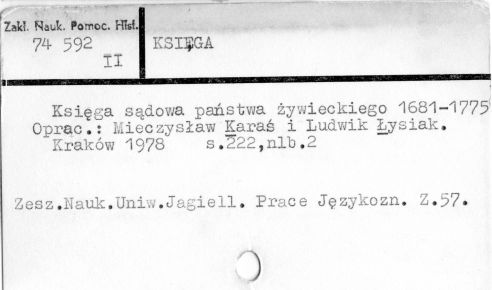 Zakł. Nauk. Pomoc. Hist.
74 592
II
KSIĘGA
Księga sądowa państwa żywieckiego 1681-1775
Oprąc.: Mieczysław Karaś i Ludwik Łysiak.
Kraków 1978 s.222,nlb.2
Zesz.Nauk.Uniw.Jagiell. Prace Językozn. Z.57.